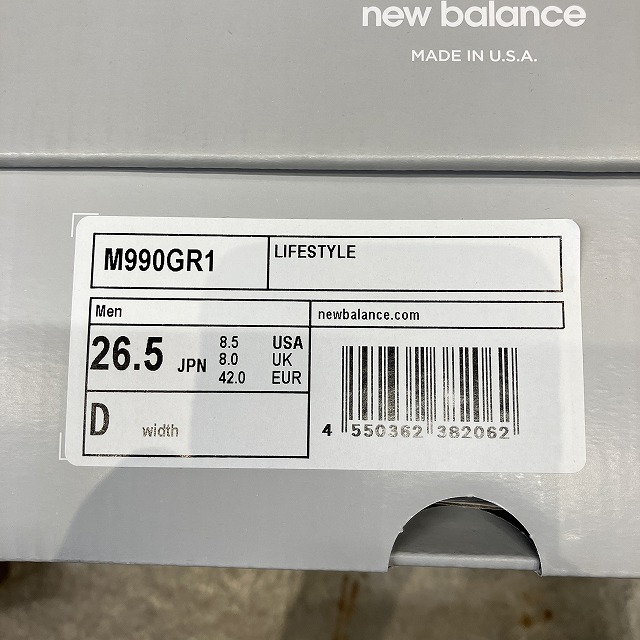 new balance
MADE IN U.S.A.
M990GR1
LIFESTYLE
Men
newbalance.com
26.5 JPN
8.5 USA
8.0 UK
42.0 EUR
D width
4 550362 382062